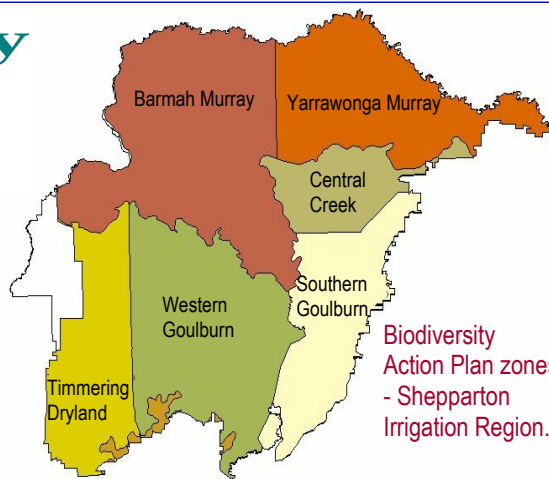 y
Barmah Murray
Yarrawonga Murray
Central
Creek
Western
Goulburn
Southern
Goulburn
Timmering
Dryland
Biodiversity
Action Plan zones
- Shepparton
Irrigation Region.